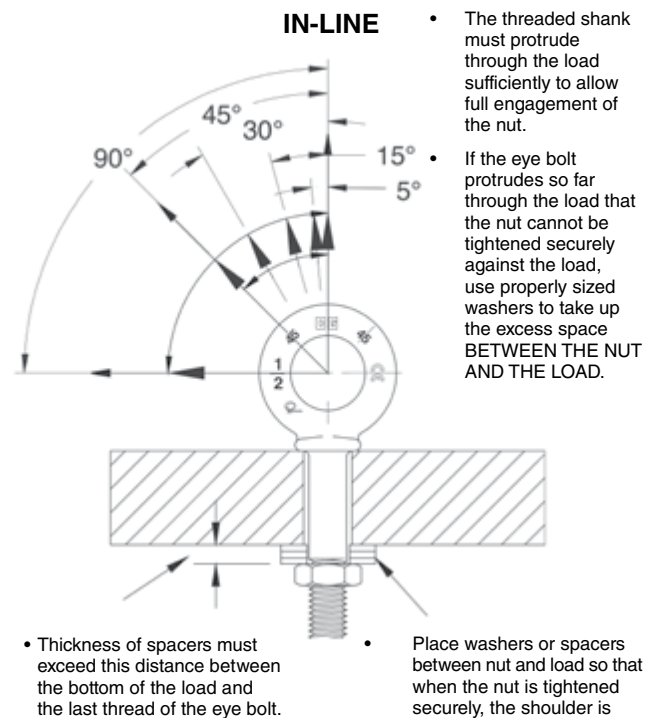 IN-LINE
• The threaded shank
must protrude
through the load
sufficiently to allow
full engagement of
the nut.
• If the eye bolt
protrudes so far
through the load that
the nut cannot be
tightened securely
against the load,
use properly sized
washers to take up
the excess space
BETWEEN THE NUT
AND THE LOAD.
45°
30°
90°
15°
5°
45
45
1
2
• Thickness of spacers must
exceed this distance between
the bottom of the load and
the last thread of the eye bolt.
• Place washers or spacers
between nut and load so that
when the nut is tightened
securely, the shoulder is